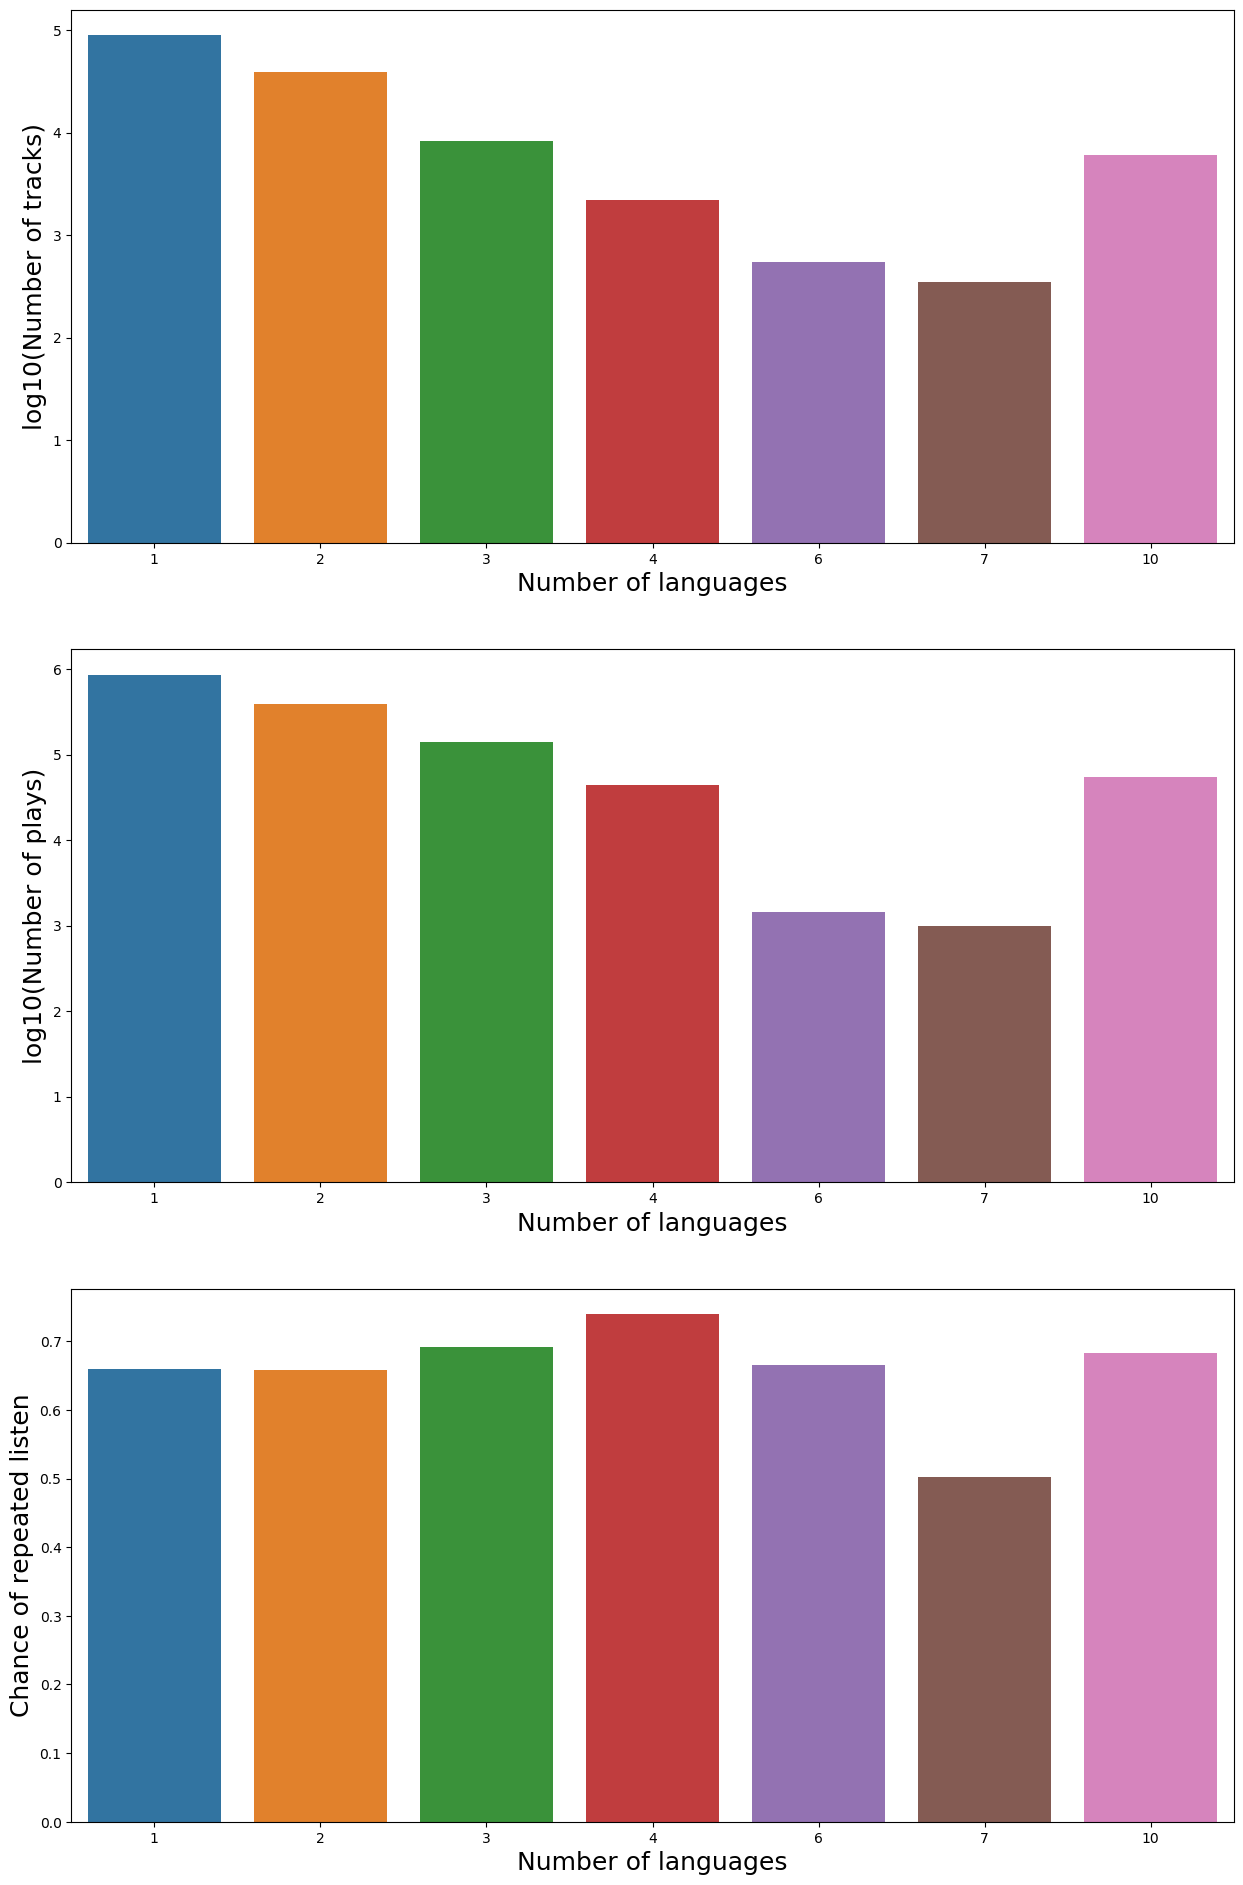 5
4
3
2
1
0
log10(Number of tracks)
1 2 3 4 6 7 10
Number of languages
6
5
4
3
2
1
0
log10(Number of plays)
1 2 3 4 6 7 10
Number of languages
0.7
0.6
0.5
0.4
0.3
0.2
0.1
0.0
Chance of repeated listen
1 2 3 4 6 7 10
Number of languages